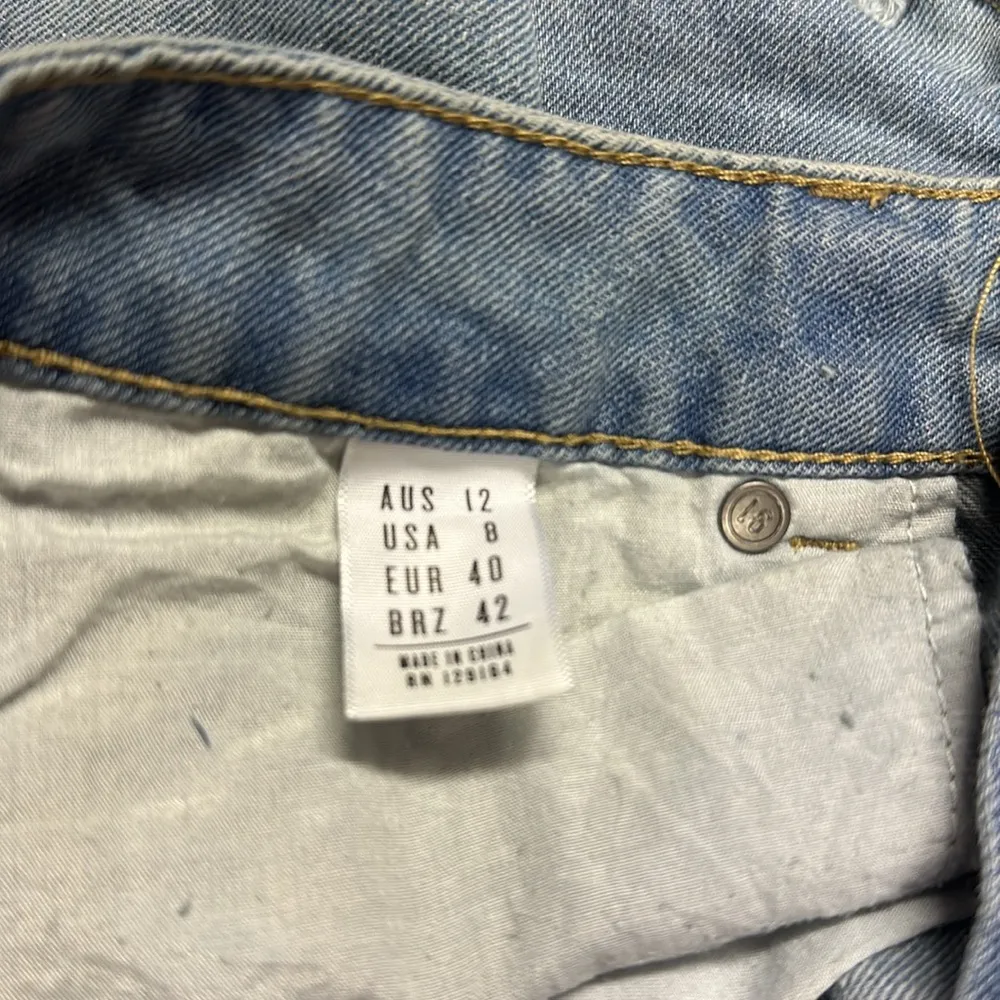 AUS 12
USA 8
EUR 40
BRZ 42
MADE IN CHINA
RN 129164